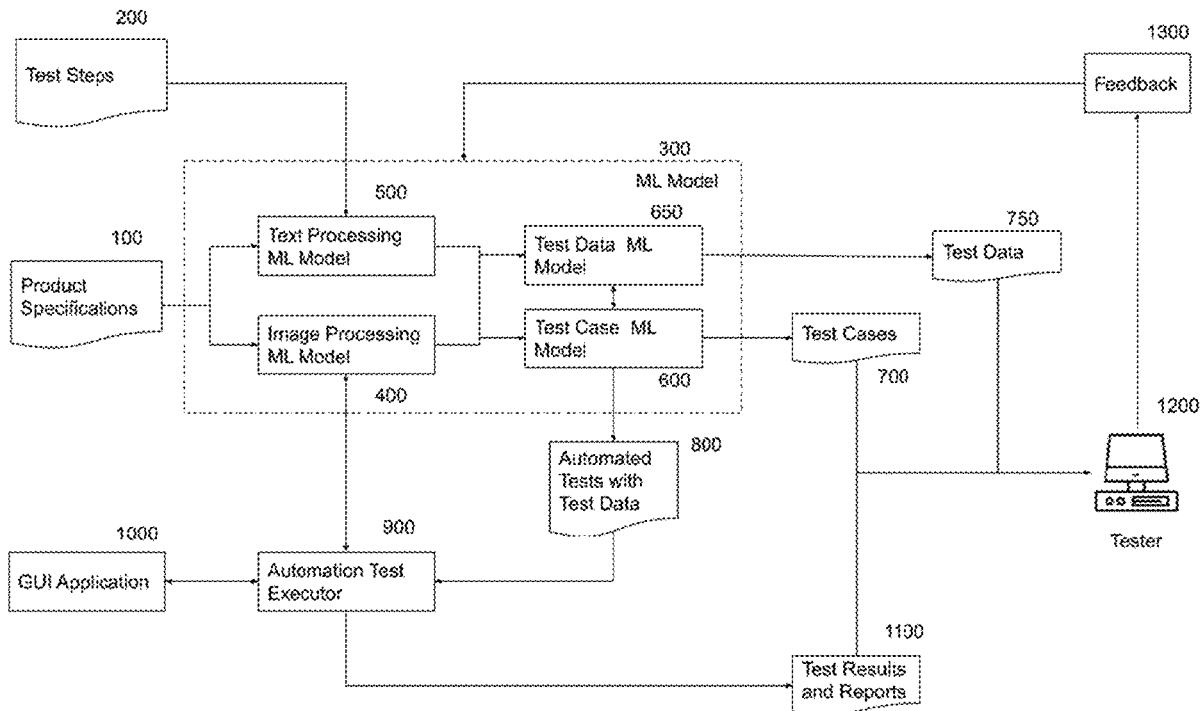 200
Test Steps
1300
Feedback
300
ML Model
500
Text Processing
ML Model
650
Test Data ML
Model
750
Test Data
100
Product
Specifications
Image Processing
ML Model
400
Test Case ML
Model
600
Test Cases
700
1200
Tester
800
Automated
Tests with
Test Data
1000
GUI Application
900
Automation Test
Executor
1100
Test Results
and Reports